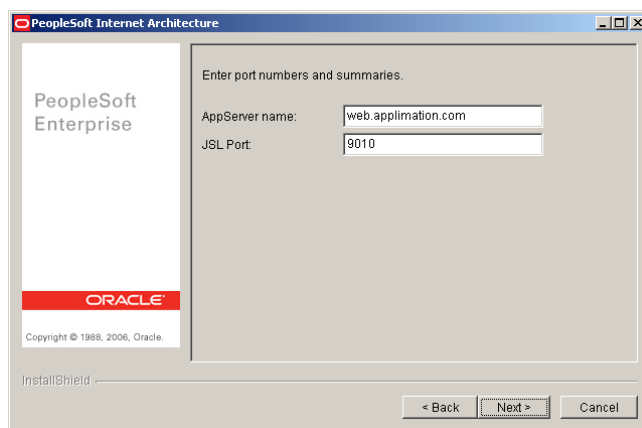 PeopleSoft Internet Architecture
PeopleSoft
Enterprise
Enter port numbers and summaries.
AppServer name: web.applimation.com
JSL Port: 9010
ORACLE
Copyright © 1988, 2006, Oracle.
InstallShield
< Back Next > Cancel